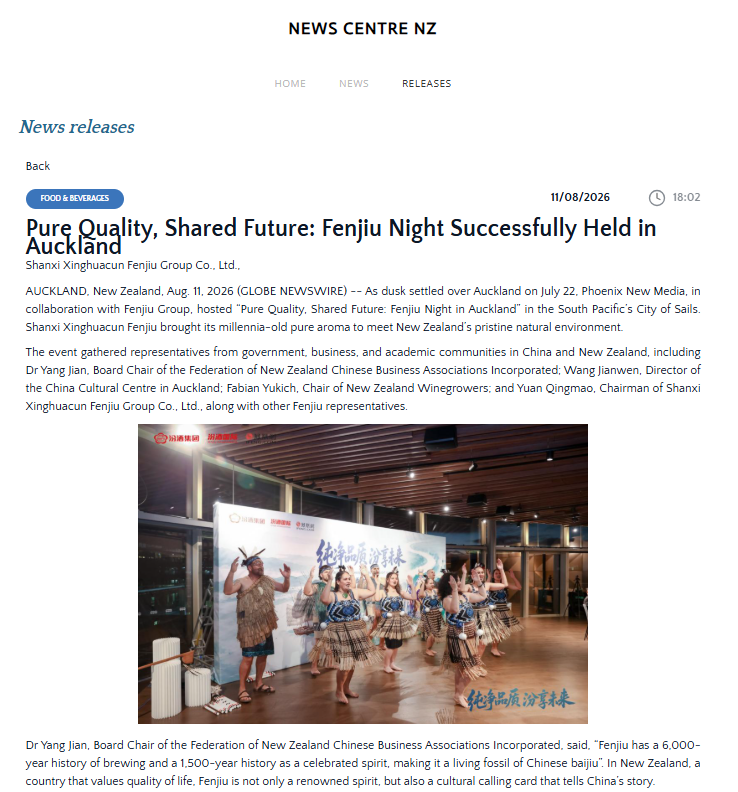 NEWS CENTRE NZ
HOME NEWS RELEASES
News releases
Back
FOOD & BEVERAGES 11/08/2026 18:02
Pure Quality, Shared Future: Fenjiu Night Successfully Held in
Auckland
Shanxi Xinghuacun Fenjiu Group Co., Ltd.,
AUCKLAND, New Zealand, Aug. 11, 2026 (GLOBE NEWSWIRE) -- As dusk settled over Auckland on July 22, Phoenix New Media, in
collaboration with Fenjiu Group, hosted "Pure Quality, Shared Future: Fenjiu Night in Auckland" in the South Pacific's City of Sails.
Shanxi Xinghuacun Fenjiu brought its millennia-old pure aroma to meet New Zealand's pristine natural environment.
The event gathered representatives from government, business, and academic communities in China and New Zealand, including
Dr Yang Jian, Board Chair of the Federation of New Zealand Chinese Business Associations Incorporated; Wang Jianwen, Director of
the China Cultural Centre in Auckland; Fabian Yukich, Chair of New Zealand Winegrowers; and Yuan Qingmao, Chairman of Shanxi
Xinghuacun Fenjiu Group Co., Ltd., along with other Fenjiu representatives.
汾酒集团
汾酒集团
纯净品质 汾享未来
纯净品质 汾享未来
Dr Yang Jian, Board Chair of the Federation of New Zealand Chinese Business Associations Incorporated, said, "Fenjiu has a 6,000-
year history of brewing and a 1,500-year history as a celebrated spirit, making it a living fossil of Chinese baijiu". In New Zealand, a
country that values quality of life, Fenjiu is not only a renowned spirit, but also a cultural calling card that tells China's story.